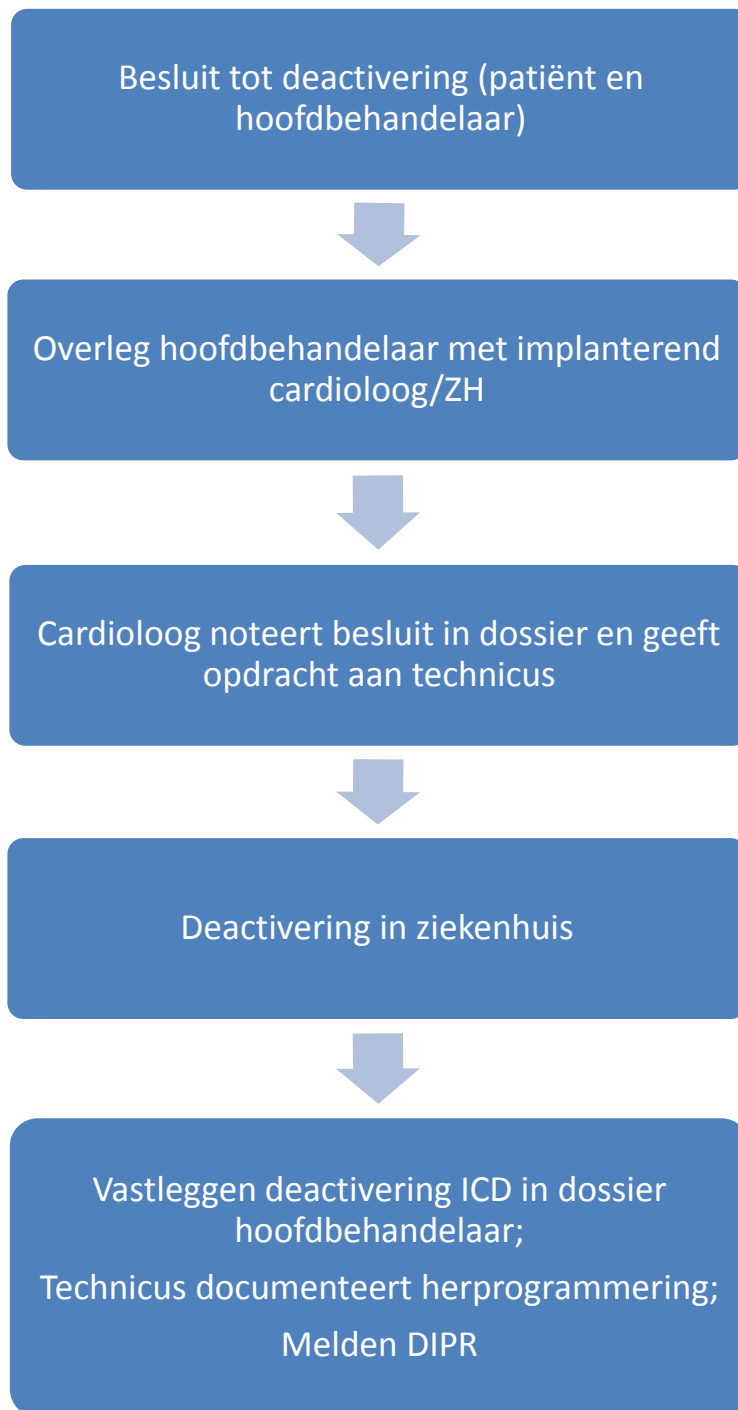 Besluit tot deactivering (patiënt en
hoofdbehandelaar)
Overleg hoofdbehandelaar met implanterend
cardioloog/ZH
Cardioloog noteert besluit in dossier en geeft
opdracht aan technicus
Deactivering in ziekenhuis
Vastleggen deactivering ICD in dossier
hoofdbehandelaar;
Technicus documenteert herprogrammering;
Melden DIPR